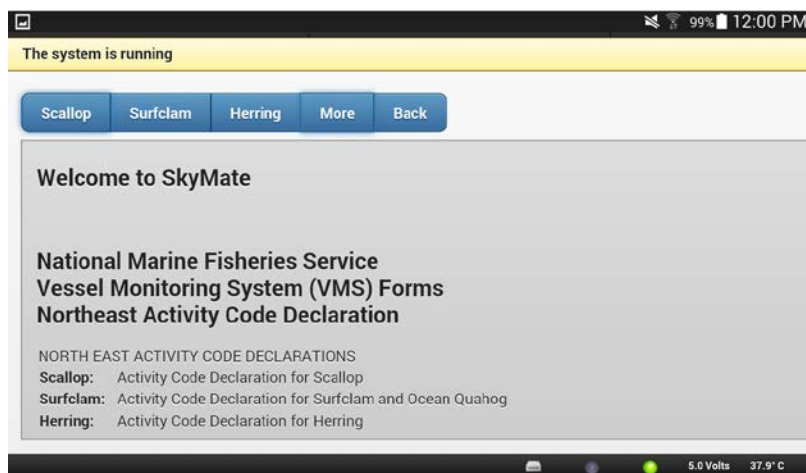 99% 12:00 PM
The system is running
Scallop Surfclam Herring More Back
Welcome to SkyMate
National Marine Fisheries Service
Vessel Monitoring System (VMS) Forms
Northeast Activity Code Declaration
NORTH EAST ACTIVITY CODE DECLARATIONS
Scallop: Activity Code Declaration for Scallop
Surfclam: Activity Code Declaration for Surfclam and Ocean Quahog
Herring: Activity Code Declaration for Herring
5.0 Volts 37.9° C